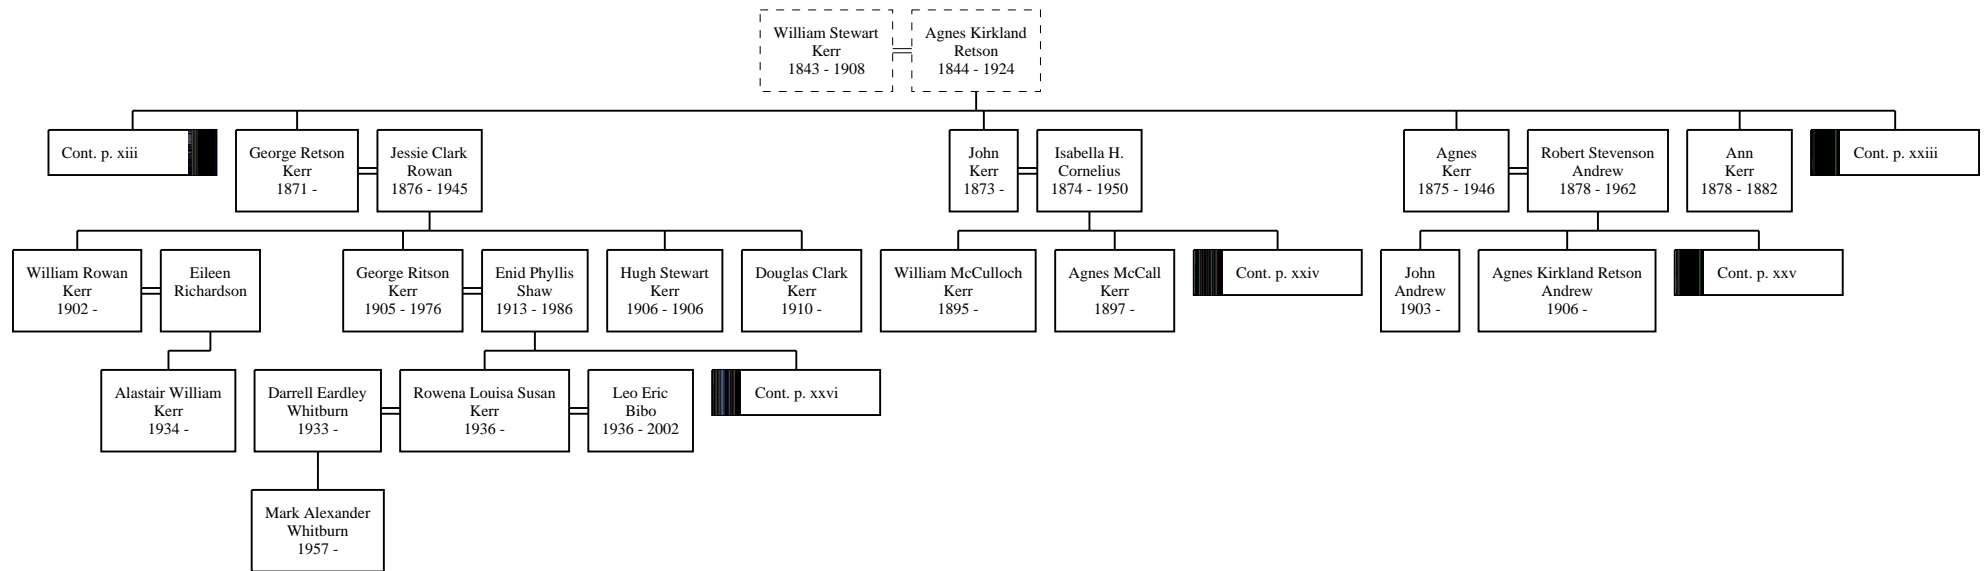 William Stewart
Kerr
1843 - 1908
Agnes Kirkland
Retson
1844 - 1924
Cont. p. xiii
George Retson
Kerr
1871 -
Jessie Clark
Rowan
1876 - 1945
John
Kerr
1873 -
Isabella H.
Cornelius
1874 - 1950
Agnes
Kerr
1875 - 1946
Robert Stevenson
Andrew
1878 - 1962
Ann
Kerr
1878 - 1882
Cont. p. xxiii
William Rowan
Kerr
1902 -
Eileen
Richardson
George Ritson
Kerr
1905 - 1976
Enid Phyllis
Shaw
1913 - 1986
Hugh Stewart
Kerr
1906 - 1906
Douglas Clark
Kerr
1910 -
William McCulloch
Kerr
1895 -
Agnes McCall
Kerr
1897 -
Cont. p. xxiv
John
Andrew
1903 -
Agnes Kirkland Retson
Andrew
1906 -
Cont. p. xxv
Alastair William
Kerr
1934 -
Darrell Eardley
Whitburn
1933 -
Rowena Louisa Susan
Kerr
1936 -
Leo Eric
Bibo
1936 - 2002
Cont. p. xxvi
Mark Alexander
Whitburn
1957 -